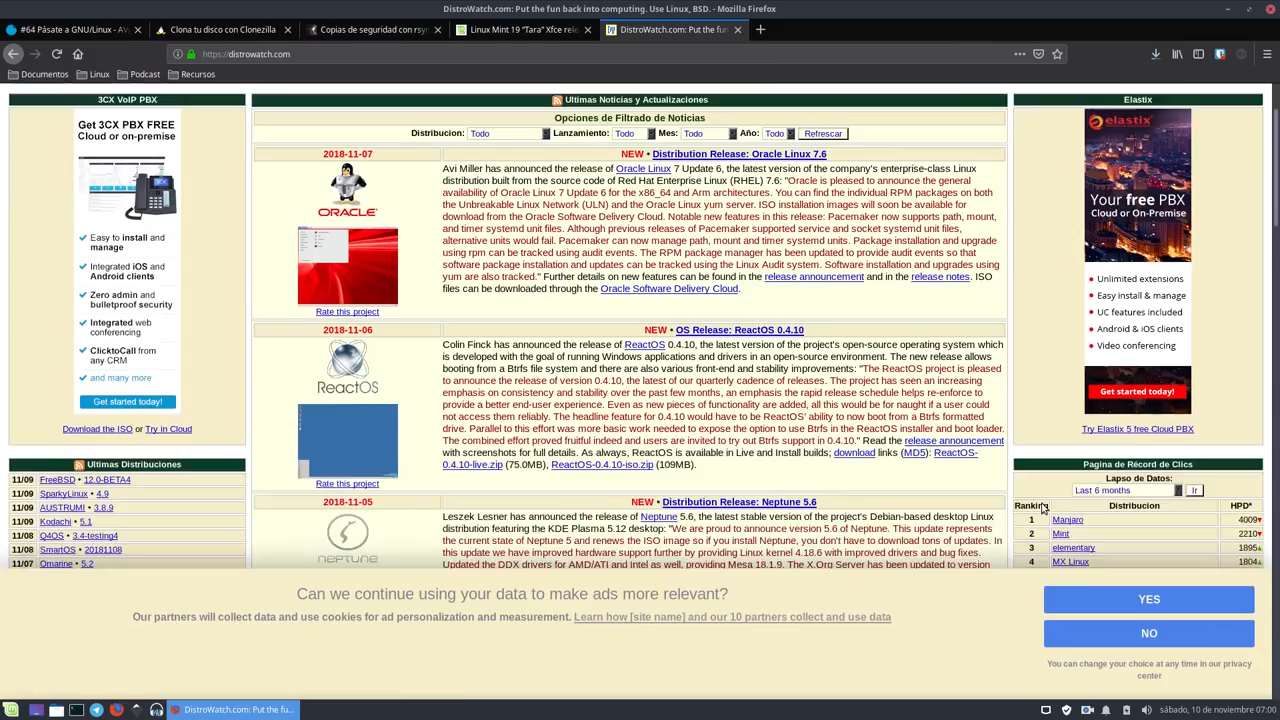 DistroWatch.com: Put the fun back into computing. Use Linux, BSD. - Mozilla Firefox
#64 Pásate a GNU/Linux - AV
Clona tu disco con Clonezilla
Copias de seguridad con rsyn
Linux Mint 19 “Tara” Xfce rele
DistroWatch.com: Put the fun
https://distrowatch.com
Documentos
Linux
Podcast
Recursos
3CX VoIP PBX
Get 3CX PBX FREE
Cloud or on-premise
Easy to install and
manage
Integrated iOS and
Android clients
Zero admin and
bulletproof security
Integrated web
conferencing
ClicktoCall from
any CRM
and many more
Get started today!
Download the ISO or Try in Cloud
Ultimas Distribuciones
11/09 FreeBSD • 12.0-BETA4
11/09 SparkyLinux • 4.9
11/09 AUSTRUMI • 3.8.9
11/09 Kodachi • 5.1
11/08 Q4OS • 3.4-testing4
11/08 SmartOS • 20181108
11/07 Omarine • 5.2
Ultimas Noticias y Actualizaciones
Opciones de Filtrado de Noticias
Distribucion: Todo Lanzamiento: Todo Mes: Todo Año: Todo Refrescar
2018-11-07
NEW • Distribution Release: Oracle Linux 7.6
ORACLE
Rate this project
Avi Miller has announced the release of Oracle Linux 7 Update 6, the latest version of the company's enterprise-class Linux
distribution built from the source code of Red Hat Enterprise Linux (RHEL) 7.6: "Oracle is pleased to announce the general
availability of Oracle Linux 7 Update 6 for the x86_64 and Arm architectures. You can find the individual RPM packages on both
the Unbreakable Linux Network (ULN) and the Oracle Linux yum server. ISO installation images will soon be available for
download from the Oracle Software Delivery Cloud. Notable new features in this release: Pacemaker now supports path, mount,
and timer systemd unit files. Although previous releases of Pacemaker supported service and socket systemd unit files,
alternative units would fail. Pacemaker can now manage path, mount and timer systemd units. Package installation and upgrade
using rpm can be tracked using audit events. The RPM package manager has been updated to provide audit events so that
software package installation and updates can be tracked using the Linux Audit system. Software installation and upgrades using
yum are also tracked." Further details on new features can be found in the release announcement and in the release notes. ISO
files can be downloaded through the Oracle Software Delivery Cloud.
2018-11-06
NEW • OS Release: ReactOS 0.4.10
ReactOS
Rate this project
Colin Finck has announced the release of ReactOS 0.4.10, the latest version of the project's open-source operating system which
is developed with the goal of running Windows applications and drivers in an open-source environment. The new release allows
booting from a Btrfs file system and there are also various front-end and stability improvements: "The ReactOS project is pleased
to announce the release of version 0.4.10, the latest of our quarterly cadence of releases. The project has seen an increasing
emphasis on consistency and stability over the past few months, an emphasis the rapid release schedule helps re-enforce to
provide a better end-user experience. Even as new pieces of functionality are added, all this would be for naught if a user could
not access them reliably. The headline feature for 0.4.10 would have to be ReactOS' ability to now boot from a Btrfs formatted
drive. Parallel to this effort was more basic work needed to expose the option to use Btrfs in the ReactOS installer and boot loader.
The combined effort proved fruitful indeed and users are invited to try out Btrfs support in 0.4.10." Read the release announcement
with screenshots for full details. As always, ReactOS is available in Live and Install builds; download links (MD5): ReactOS-
0.4.10-live.zip (75.0MB), ReactOS-0.4.10-iso.zip (109MB).
2018-11-05
NEW • Distribution Release: Neptune 5.6
NEPTUNE
Leszek Lesner has announced the release of Neptune 5.6, the latest stable version of the project's Debian-based desktop Linux
distribution featuring the KDE Plasma 5.12 desktop: "We are proud to announce version 5.6 of Neptune. This update represents
the current state of Neptune 5 and renews the ISO image so if you install Neptune, you don't have to download tons of updates. In
this update we have improved hardware support further by providing Linux kernel 4.18.6 with improved drivers and bug fixes.
Updated the DDX drivers for AMD/ATI and Intel as well, providing Mesa 18.1.9. The X.Org Server has been updated to version
Elastix
elastix
Your free PBX
Cloud or On-Premise
Unlimited extensions
Easy install & manage
UC features included
Android & iOS clients
Video conferencing
Get started today!
Try Elastix 5 free Cloud PBX
Pagina de Récord de Clics
Lapso de Datos:
Last 6 months Ir
Ranking Distribucion HPD*
1 Manjaro 4009
2 Mint 2210
3 elementary 1895
4 MX Linux 1804
Can we continue using your data to make ads more relevant?
Our partners will collect data and use cookies for ad personalization and measurement. Learn how [site name] and our 10 partners collect and use data
YES
NO
You can change your choice at any time in our privacy
center
DistroWatch.com: Put the fu...
sábado, 10 de noviembre 07:00